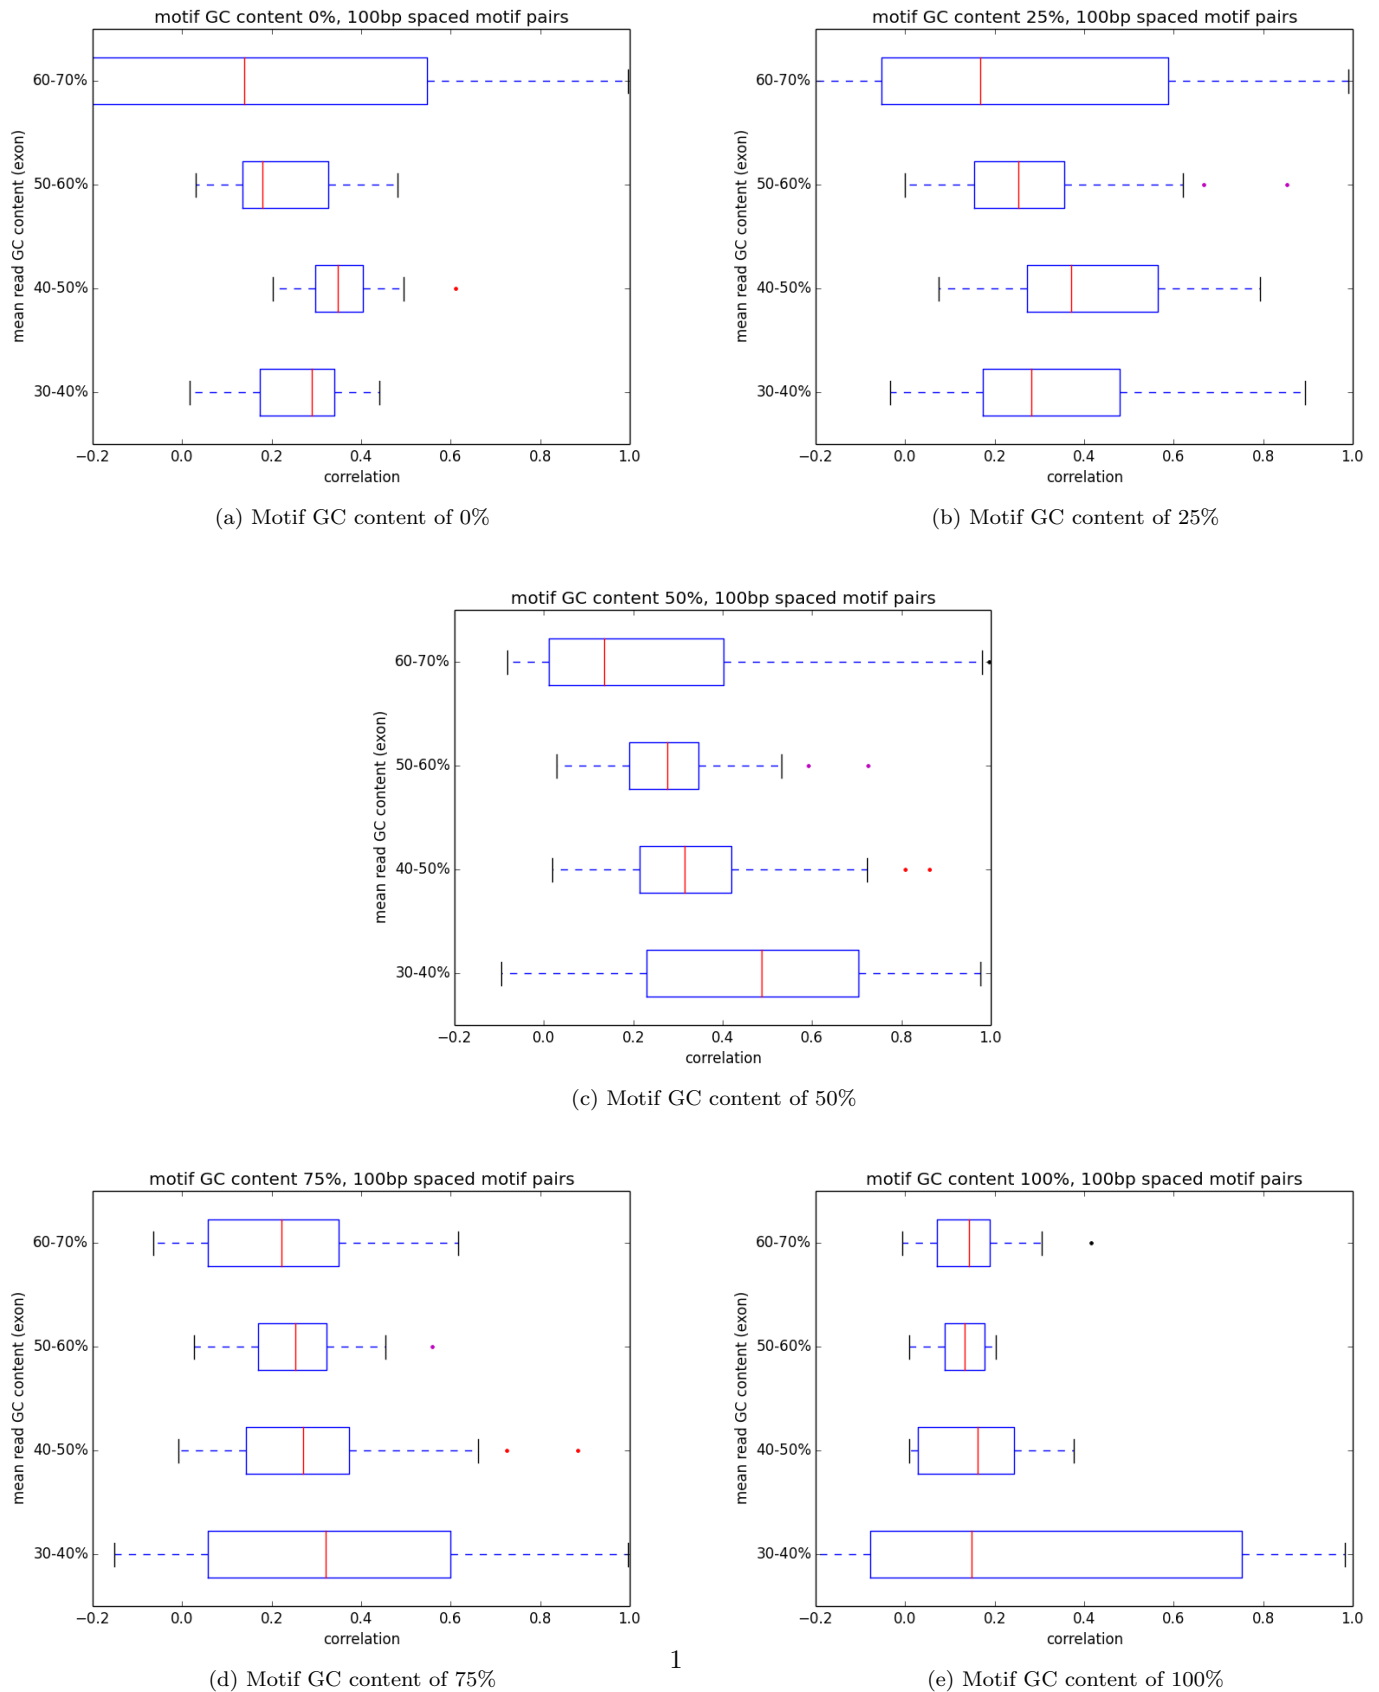 motif GC content 0%, 100bp spaced motif pairs
mean read GC content (exon)
60-70%
50-60%
40-50%
30-40%
−0.2 0.0 0.2 0.4 0.6 0.8 1.0
correlation
(a) Motif GC content of 0%
motif GC content 25%, 100bp spaced motif pairs
mean read GC content (exon)
60-70%
50-60%
40-50%
30-40%
−0.2 0.0 0.2 0.4 0.6 0.8 1.0
correlation
(b) Motif GC content of 25%
motif GC content 50%, 100bp spaced motif pairs
mean read GC content (exon)
60-70%
50-60%
40-50%
30-40%
−0.2 0.0 0.2 0.4 0.6 0.8 1.0
correlation
(c) Motif GC content of 50%
motif GC content 75%, 100bp spaced motif pairs
mean read GC content (exon)
60-70%
50-60%
40-50%
30-40%
−0.2 0.0 0.2 0.4 0.6 0.8 1.0
correlation
(d) Motif GC content of 75%
motif GC content 100%, 100bp spaced motif pairs
mean read GC content (exon)
60-70%
50-60%
40-50%
30-40%
−0.2 0.0 0.2 0.4 0.6 0.8 1.0
correlation
(e) Motif GC content of 100%
1